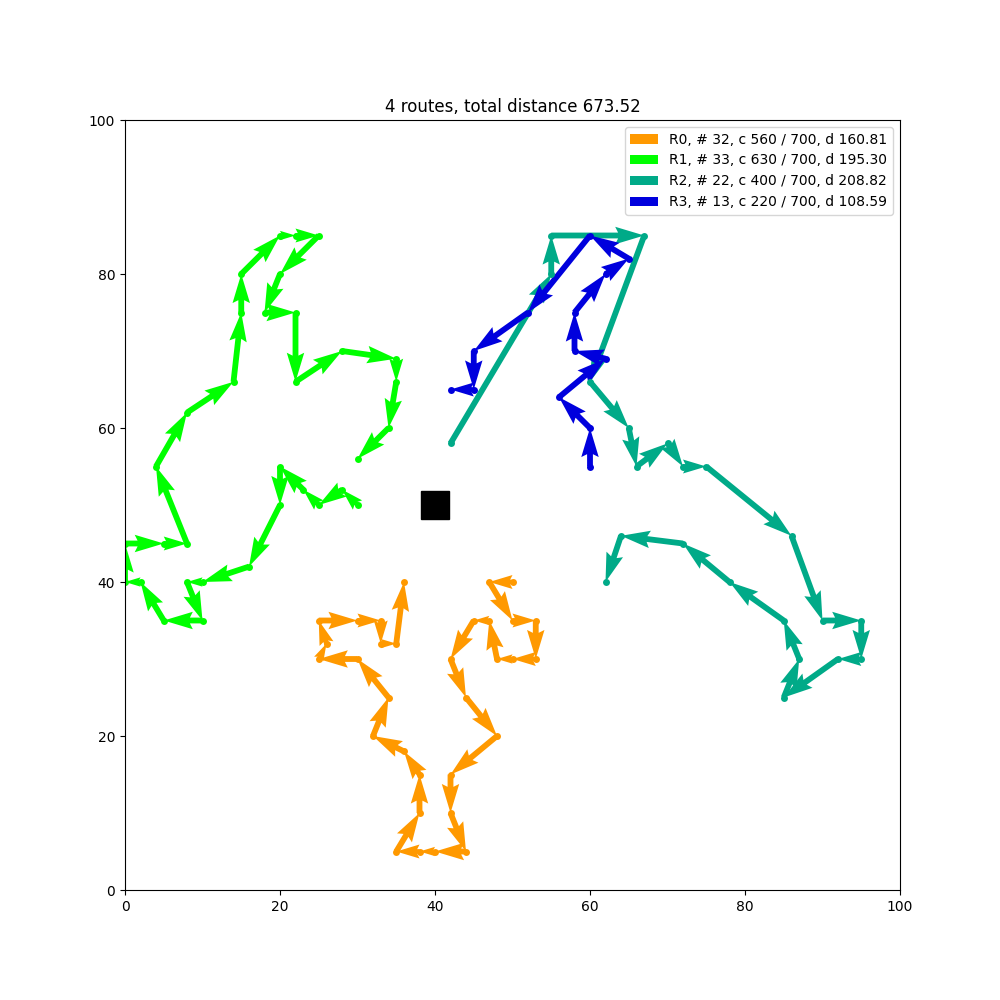 4 routes, total distance 673.52
R0, # 32, c 560 / 700, d 160.81
R1, # 33, c 630 / 700, d 195.30
R2, # 22, c 400 / 700, d 208.82
R3, # 13, c 220 / 700, d 108.59
100
80
60
40
20
0
0 20 40 60 80 100